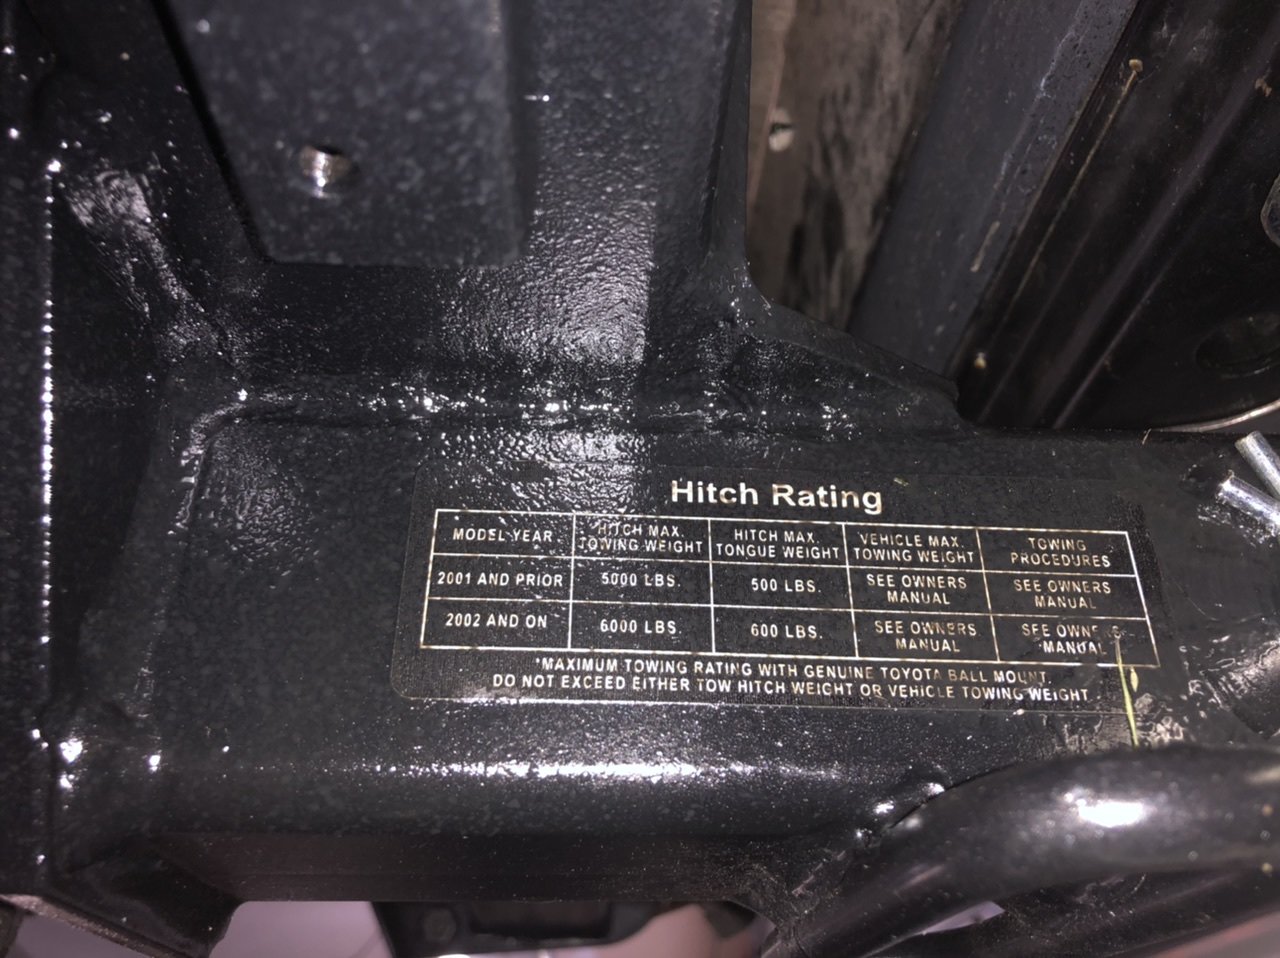 Hitch Rating
MODEL YEAR HITCH MAX. TOWING WEIGHT HITCH MAX. TONGUE WEIGHT VEHICLE MAX. TOWING WEIGHT TOWING PROCEDURES
2001 AND PRIOR 5000 LBS. 500 LBS. SEE OWNERS MANUAL SEE OWNERS MANUAL
2002 AND ON 6000 LBS. 600 LBS. SEE OWNERS MANUAL SEE OWNERS MANUAL
*MAXIMUM TOWING RATING WITH GENUINE TOYOTA BALL MOUNT.
DO NOT EXCEED EITHER TOW HITCH WEIGHT OR VEHICLE TOWING WEIGHT.